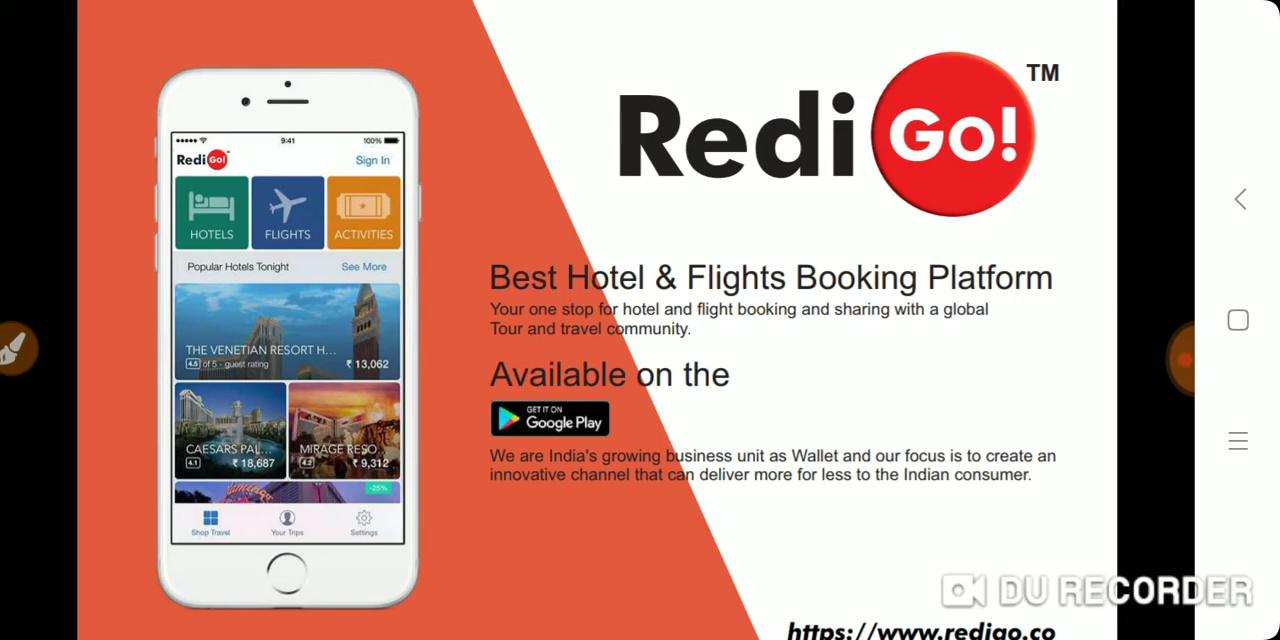 9:41
100%
Redi Go!™
Sign In
HOTELS
FLIGHTS
ACTIVITIES
Popular Hotels Tonight
See More
THE VENETIAN RESORT H...
4.5 of 5 - guest rating
₹ 13,062
CAESARS PAL...
4.1
₹ 18,687
MIRAGE RESO...
4.2
₹ 9,312
flamingo
-25%
Shop Travel
Your Trips
Settings
Redi Go! TM
Best Hotel & Flights Booking Platform
Your one stop for hotel and flight booking and sharing with a global
Tour and travel community.
Available on the
GET IT ON
Google Play
We are India's growing business unit as Wallet and our focus is to create an
innovative channel that can deliver more for less to the Indian consumer.
DU RECORDER
https://www.redigo.co